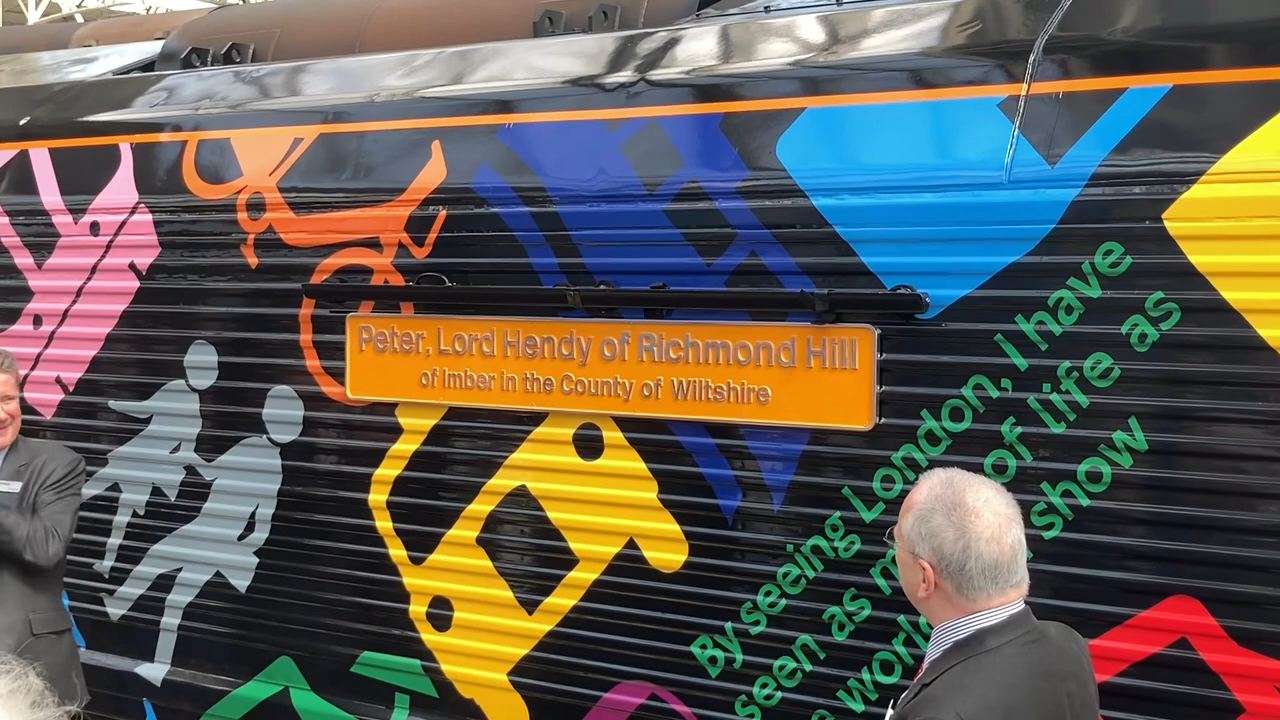 Peter, Lord Hendy of Richmond Hill
of Imber in the County of Wiltshire
By seeing London, I have
seen as of life as
world show